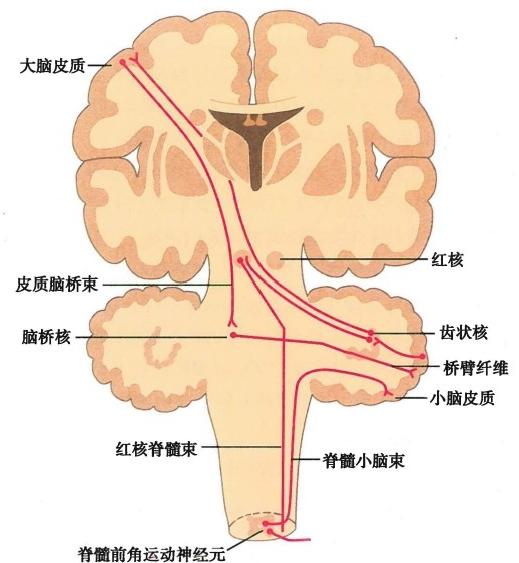 大脑皮质
红核
皮质脑桥束
齿状核
脑桥核
桥臂纤维
小脑皮质
红核脊髓束
脊髓小脑束
脊髓前角运动神经元